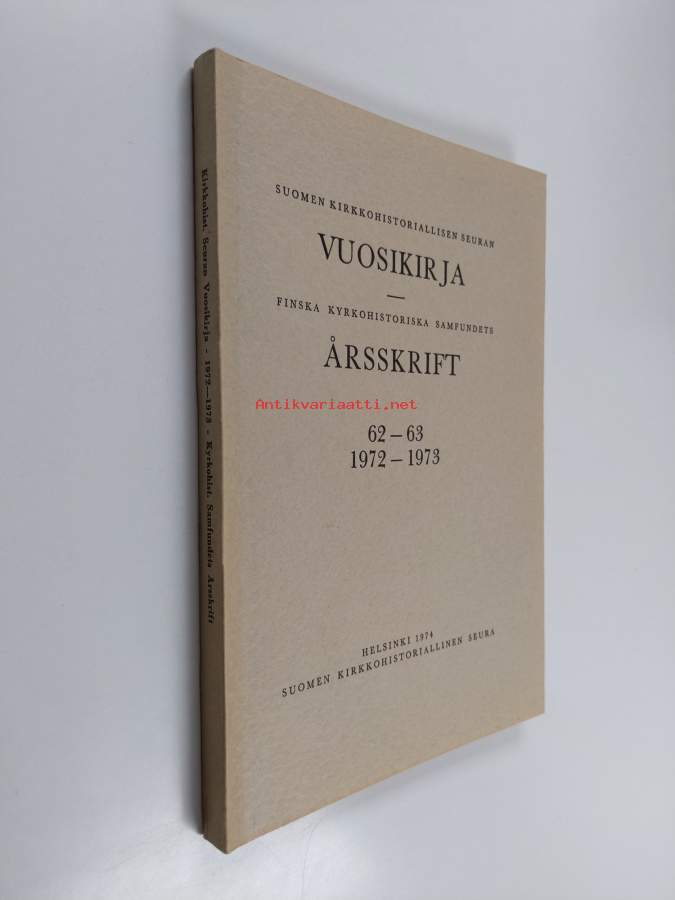 SUOMEN KIRKKOHISTORIALLISEN SEURAN
VUOSIKIRJA
—
FINSKA KYRKOHISTORISKA SAMFUNDETS
ÅRSSKRIFT
Antikvariaatti.net
62 – 63
1972 – 1973
HELSINKI 1974
SUOMEN KIRKKOHISTORIALLINEN SEURA
Kirkkohist. Seuran Vuosikirja - 1972—1973 - Kyrkohist. Samfundets Årsskrift